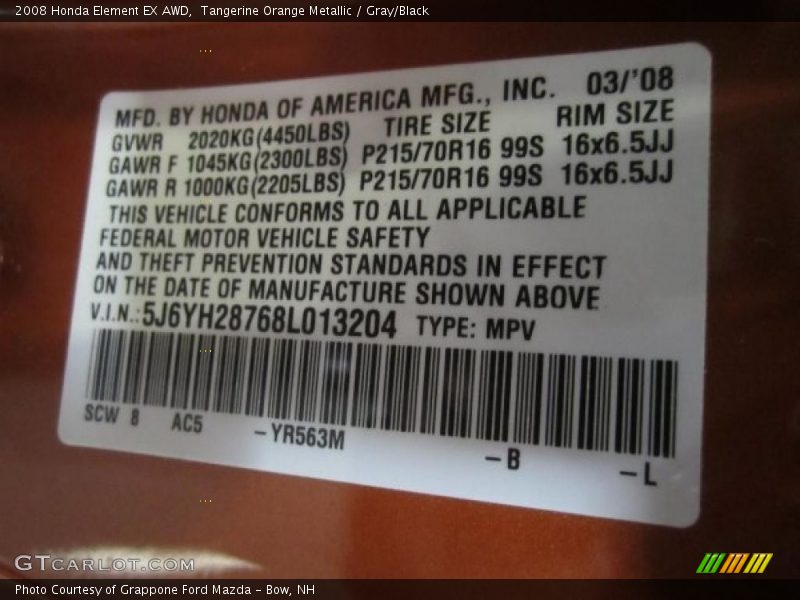 2008 Honda Element EX AWD,  Tangerine Orange Metallic / Gray/Black
MFD. BY HONDA OF AMERICA MFG., INC. 03/'08
GVWR 2020KG(4450LBS) TIRE SIZE RIM SIZE
GAWR F 1045KG(2300LBS) P215/70R16 99S 16x6.5JJ
GAWR R 1000KG(2205LBS) P215/70R16 99S 16x6.5JJ
THIS VEHICLE CONFORMS TO ALL APPLICABLE
FEDERAL MOTOR VEHICLE SAFETY
AND THEFT PREVENTION STANDARDS IN EFFECT
ON THE DATE OF MANUFACTURE SHOWN ABOVE
V.I.N.: 5J6YH28768L013204 TYPE: MPV
SCW 8 AC5 -YR563M -B -L
GTCARLOT.COM
Photo Courtesy of Grappone Ford Mazda - Bow, NH